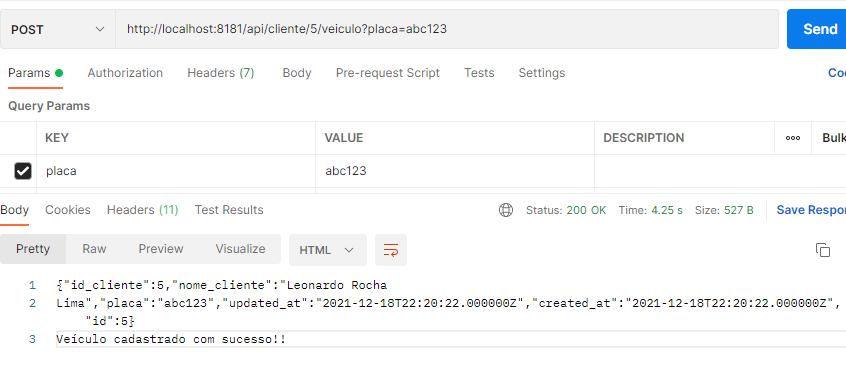 POST http://localhost:8181/api/cliente/5/veiculo?placa=abc123 Send
Params Authorization Headers (7) Body Pre-request Script Tests Settings Coo
Query Params
KEY VALUE DESCRIPTION ooo Bulk
placa abc123
Body Cookies Headers (11) Test Results Status: 200 OK Time: 4.25 s Size: 527 B Save Respon
Pretty Raw Preview Visualize HTML
1 {"id_cliente":5,"nome_cliente":"Leonardo Rocha
2 Lima","placa":"abc123","updated_at":"2021-12-18T22:20:22.000000Z","created_at":"2021-12-18T22:20:22.000000Z",
"id":5}
3 Veículo cadastrado com sucesso!!